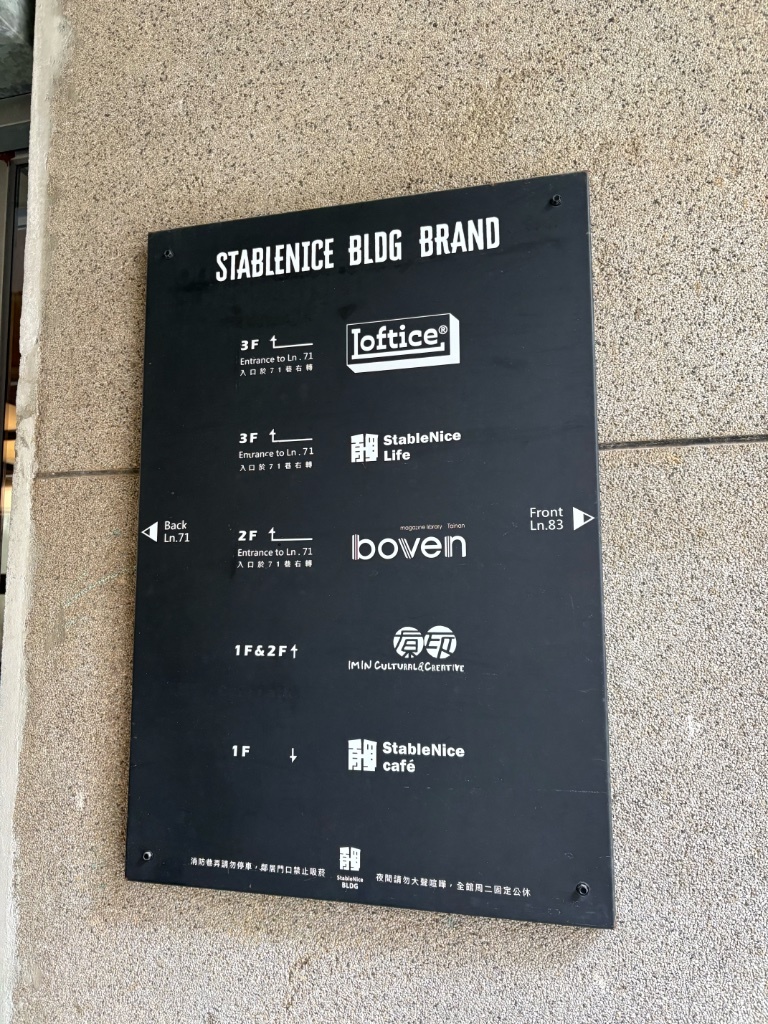 STABLENICE BLDG BRAND
3F
Entrance to Ln.71
入口於71巷右轉
loftice®
3F
Entrance to Ln.71
入口於71巷右轉
StableNice
Life
Back
Ln.71
2F
Entrance to Ln.71
入口於71巷右轉
magazine library Tainan
boven
Front
Ln.83
1F&2F
有印
IMIN CULTURAL&CREATIVE
1F
StableNice
café
消防巷弄請勿停車，鄰居門口禁止吸菸
StableNice
BLDG
夜間請勿大聲喧嘩，全館周二固定公休